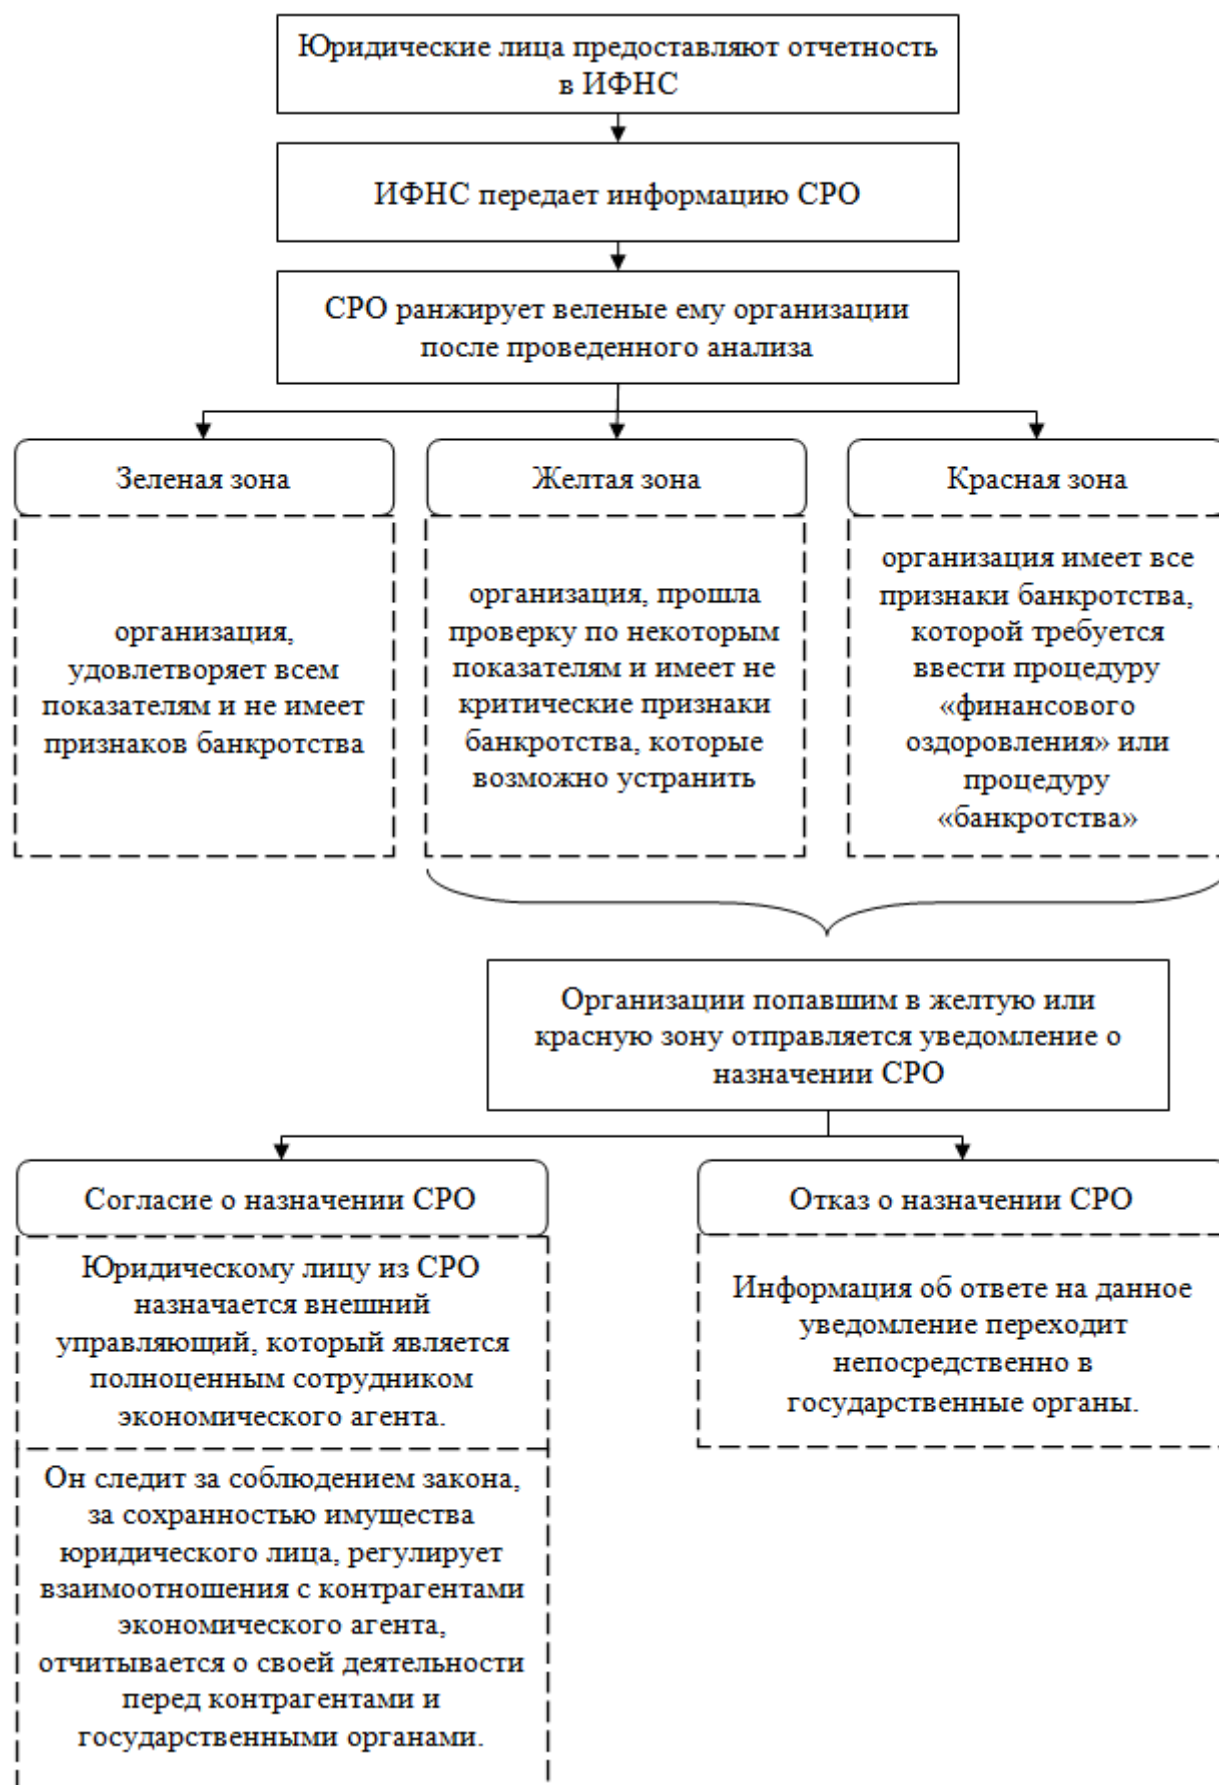 Юридические лица предоставляют отчетность
в ИФНС
ИФНС передает информацию СРО
СРО ранжирует веленые ему организации
после проведенного анализа
Зеленая зона
организация,
удовлетворяет всем
показателям и не имеет
признаков банкротства
Желтая зона
организация, прошла
проверку по некоторым
показателям и имеет не
критические признаки
банкротства, которые
возможно устранить
Красная зона
организация имеет все
признаки банкротства,
которой требуется
ввести процедуру
«финансового
оздоровления» или
процедуру
«банкротства»
Организации попавшим в желтую или
красную зону отправляется уведомление о
назначении СРО
Согласие о назначении СРО
Юридическому лицу из СРО
назначается внешний
управляющий, который является
полноценным сотрудником
экономического агента.
Он следит за соблюдением закона,
за сохранностью имущества
юридического лица, регулирует
взаимоотношения с контрагентами
экономического агента,
отчитывается о своей деятельности
перед контрагентами и
государственными органами.
Отказ о назначении СРО
Информация об ответе на данное
уведомление переходит
непосредственно в
государственные органы.